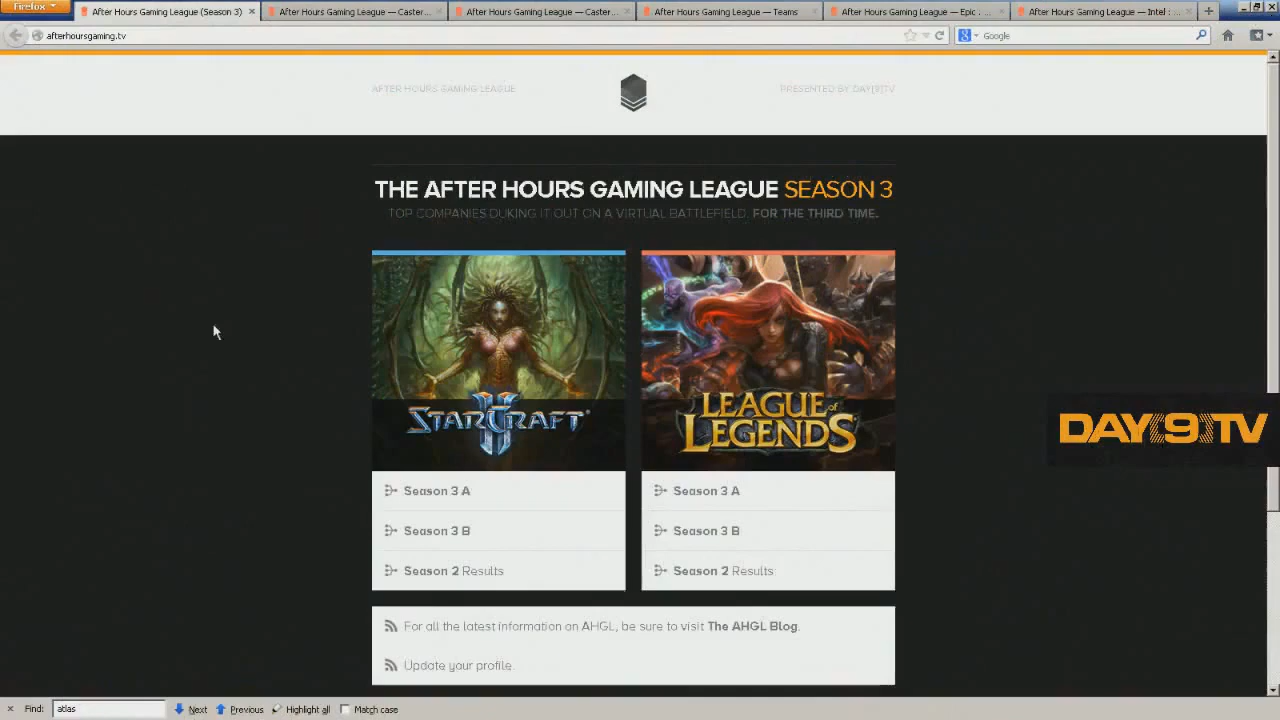 Firefox
After Hours Gaming League (Season 3)
After Hours Gaming League — Caster...
After Hours Gaming League — Caster...
After Hours Gaming League — Teams
After Hours Gaming League — Epic : ...
After Hours Gaming League — Intel : ...
afterhoursgaming.tv
Google
AFTER HOURS GAMING LEAGUE
PRESENTED BY DAY[9]TV
THE AFTER HOURS GAMING LEAGUE SEASON 3
TOP COMPANIES DUKING IT OUT ON A VIRTUAL BATTLEFIELD. FOR THE THIRD TIME.
STARCRAFT II
LEAGUE of LEGENDS
DAY[9]TV
Season 3 A
Season 3 A
Season 3 B
Season 3 B
Season 2 Results
Season 2 Results
For all the latest information on AHGL, be sure to visit The AHGL Blog.
Update your profile.
Find: atlas Next Previous Highlight all Match case